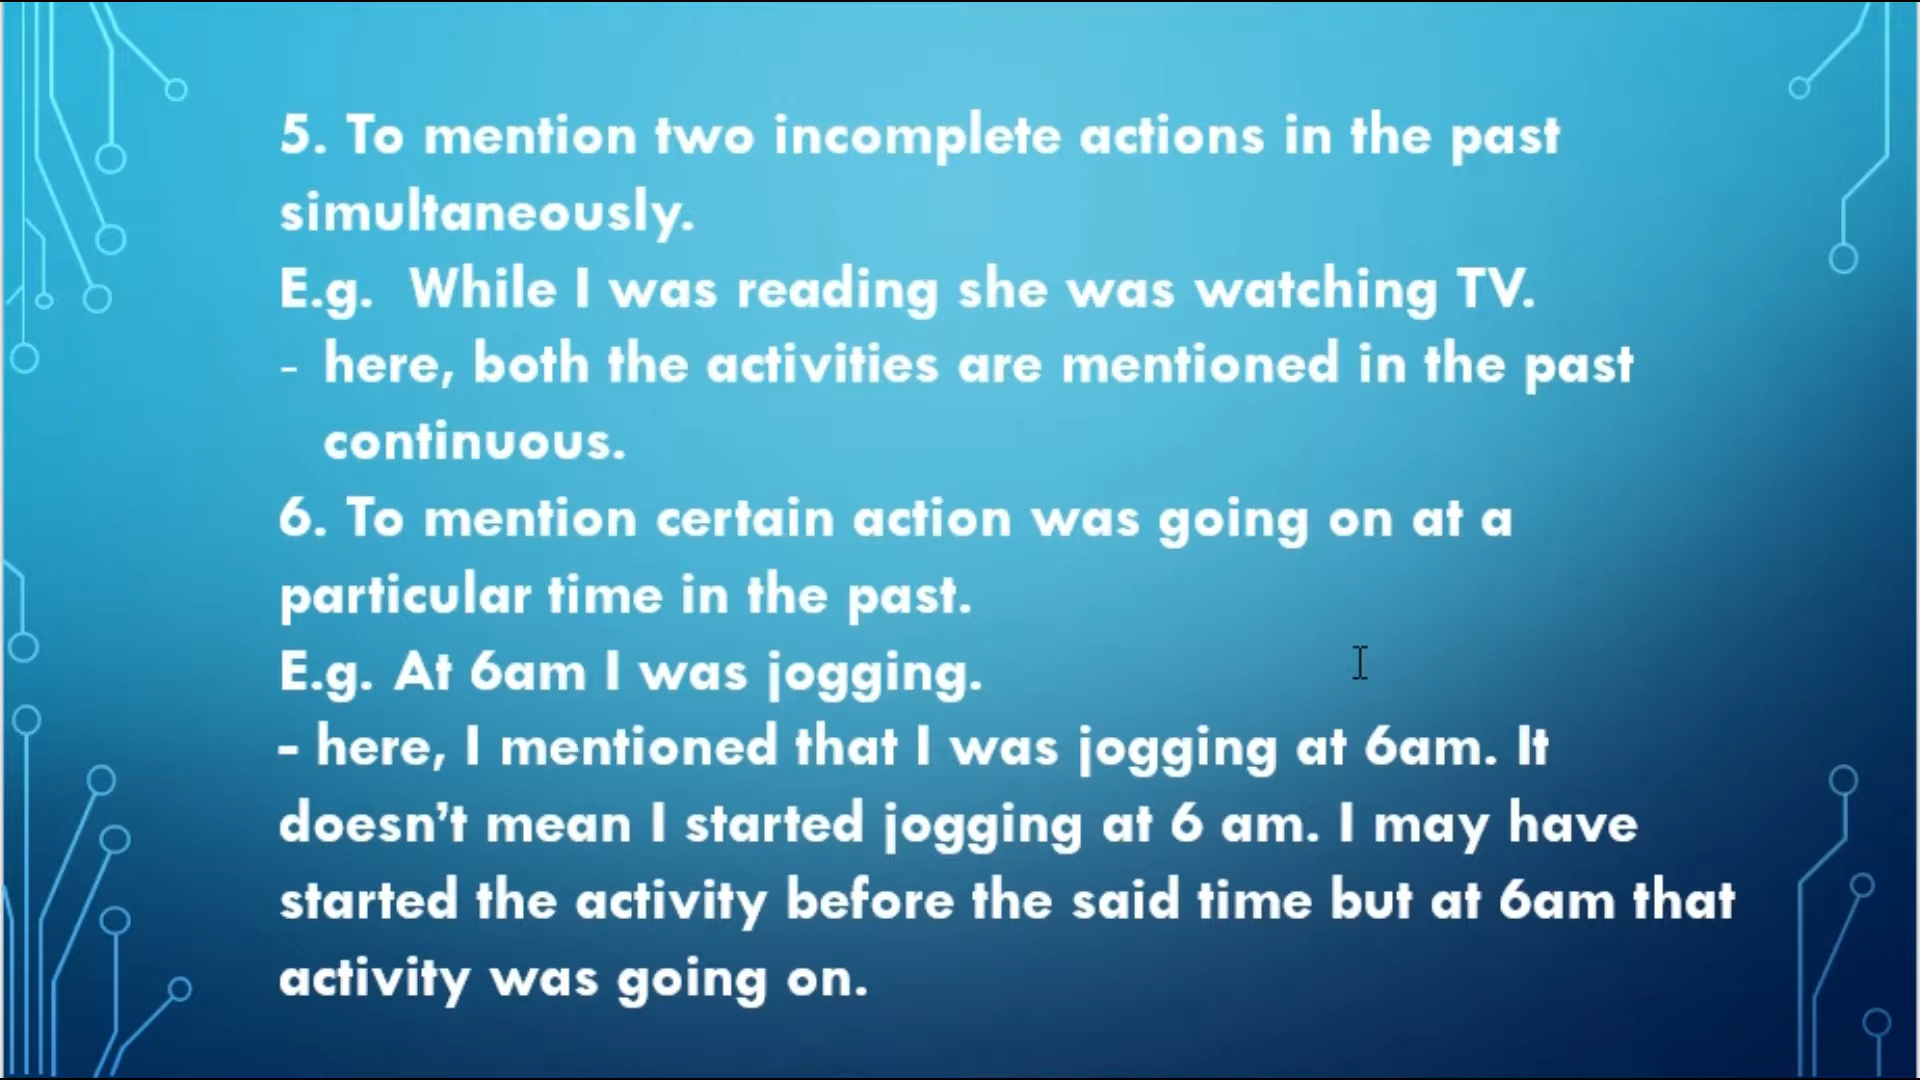 5. To mention two incomplete actions in the past
simultaneously.
E.g.  While I was reading she was watching TV.
- here, both the activities are mentioned in the past
continuous.
6. To mention certain action was going on at a
particular time in the past.
E.g. At 6am I was jogging.
- here, I mentioned that I was jogging at 6am. It
doesn’t mean I started jogging at 6 am. I may have
started the activity before the said time but at 6am that
activity was going on.